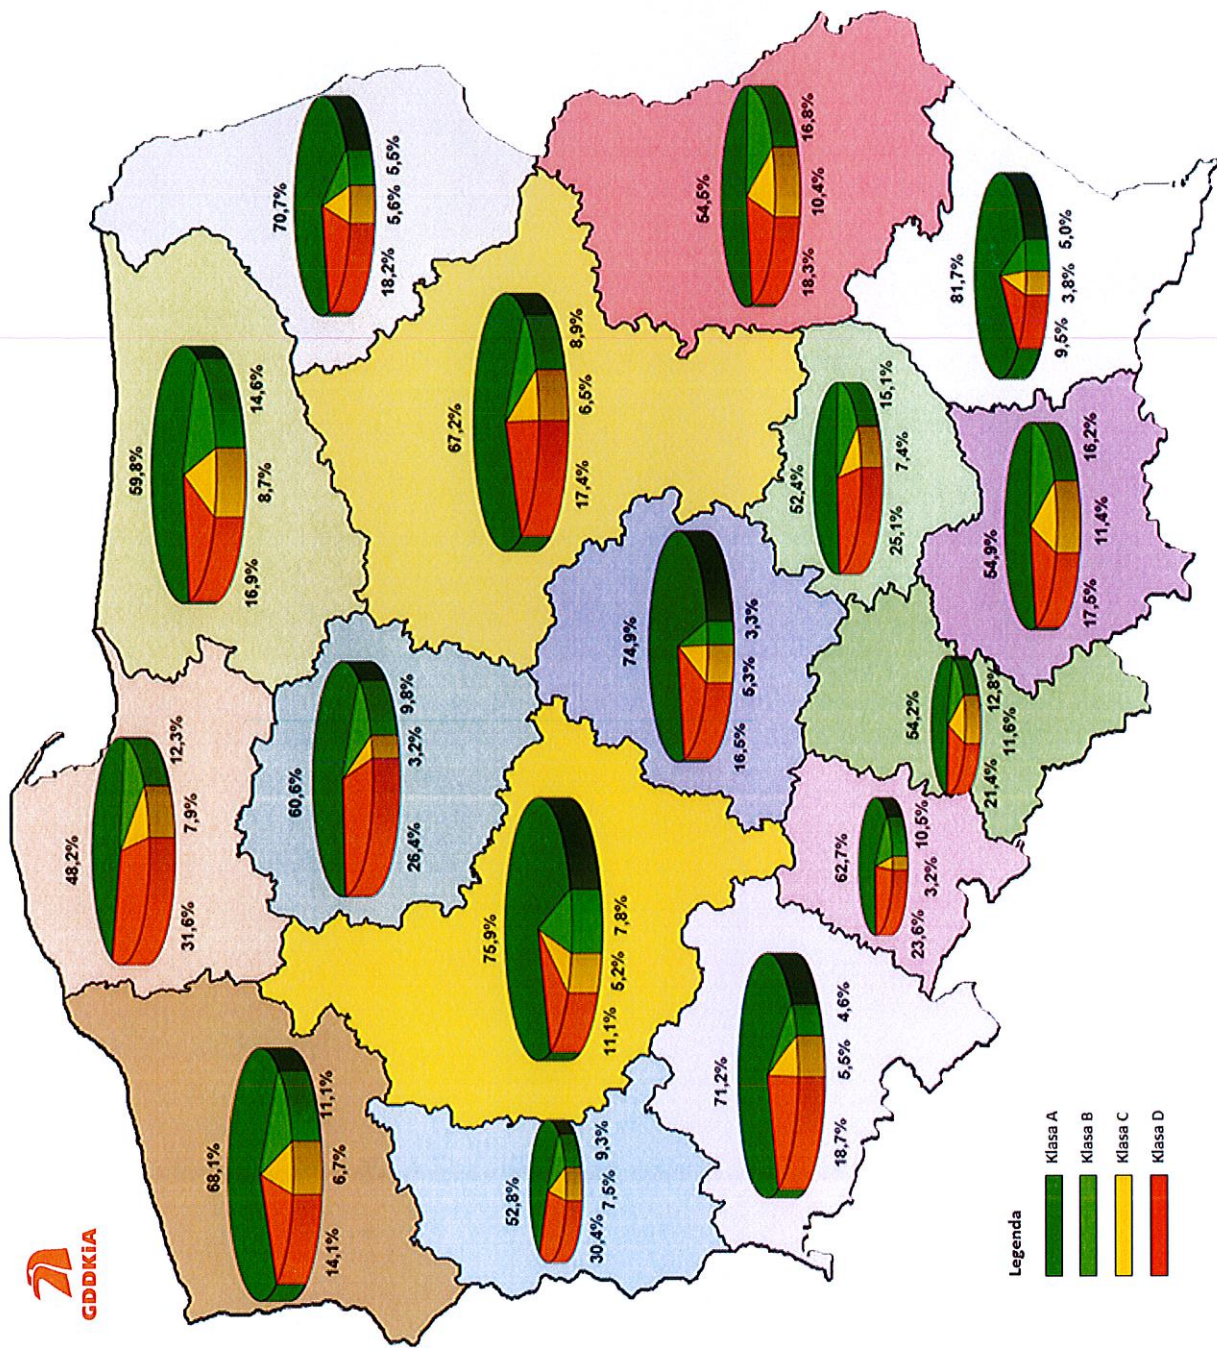 GDDKiA
48,2%
31,6% 7,9% 12,3%
59,8%
16,9% 8,7% 14,6%
68,1%
14,1% 6,7% 11,1%
70,7%
18,2% 5,6% 5,5%
60,6%
26,4% 3,2% 9,8%
67,2%
17,4% 6,5% 8,9%
75,9%
11,1% 5,2% 7,8%
52,8%
30,4% 7,5% 9,3%
74,9%
16,5% 5,3% 3,3%
54,5%
18,3% 10,4% 16,8%
71,2%
18,7% 5,5% 4,6%
52,4%
25,1% 7,4% 15,1%
62,7%
23,6% 3,2% 10,5%
54,2%
21,4% 11,6% 12,8%
81,7%
9,5% 3,8% 5,0%
54,9%
17,5% 11,4% 16,2%
Legenda
Klasa A
Klasa B
Klasa C
Klasa D